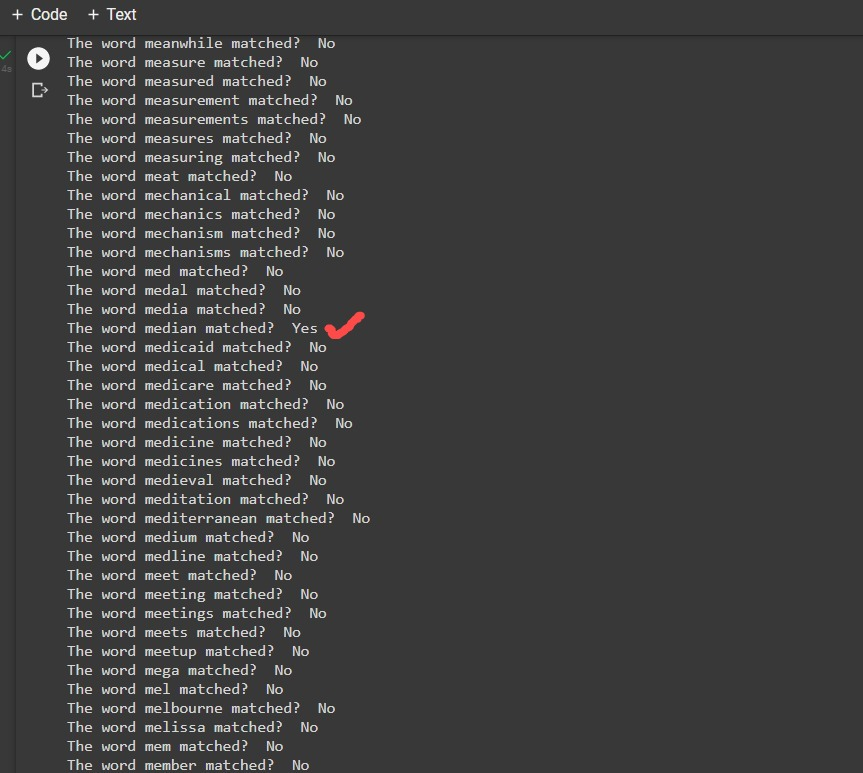 + Code + Text
The word meanwhile matched? No
The word measure matched? No
The word measured matched? No
The word measurement matched? No
The word measurements matched? No
The word measures matched? No
The word measuring matched? No
The word meat matched? No
The word mechanical matched? No
The word mechanics matched? No
The word mechanism matched? No
The word mechanisms matched? No
The word med matched? No
The word medal matched? No
The word media matched? No
The word median matched? Yes
The word medicaid matched? No
The word medical matched? No
The word medicare matched? No
The word medication matched? No
The word medications matched? No
The word medicine matched? No
The word medicines matched? No
The word medieval matched? No
The word meditation matched? No
The word mediterranean matched? No
The word medium matched? No
The word medline matched? No
The word meet matched? No
The word meeting matched? No
The word meetings matched? No
The word meets matched? No
The word meetup matched? No
The word mega matched? No
The word mel matched? No
The word melbourne matched? No
The word melissa matched? No
The word mem matched? No
The word member matched? No